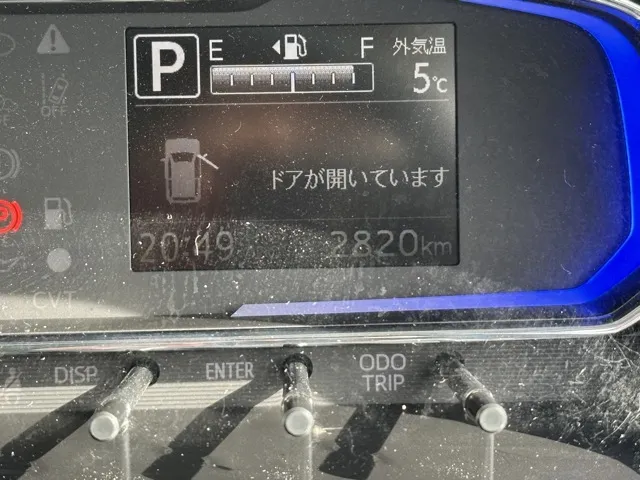 P
E F 外気温
5℃
ドアが開いています
20:49 2820km
OFF
CVT
DISP ENTER ODO
TRIP